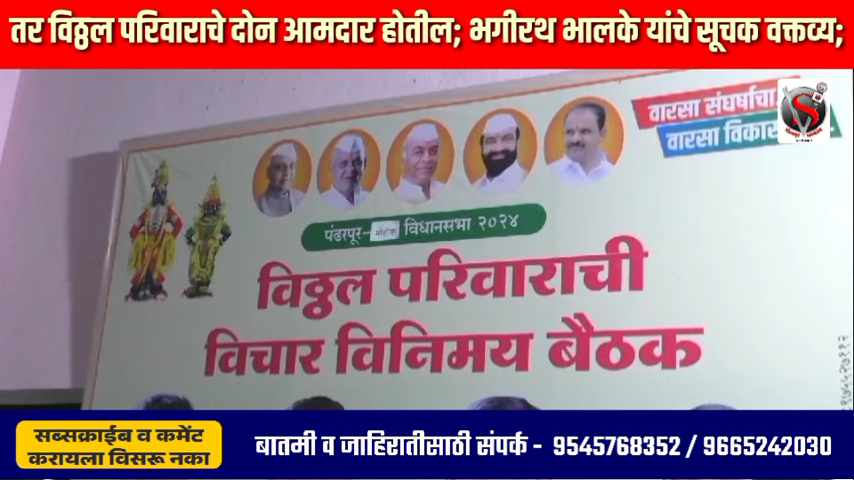 तर विठ्ठल परिवाराचे दोन आमदार होतील; भगीरथ भालके यांचे सूचक वक्तव्य;
वारसा संघर्षाचा
वारसा विकास
पंढरपूर- विधानसभा २०२४
विठ्ठल परिवाराची
विचार विनिमय बैठक
सब्सक्राईब व कमेंट
करायला विसरू नका
बातमी व जाहिरातीसाठी संपर्क - 9545768352 / 9665242030